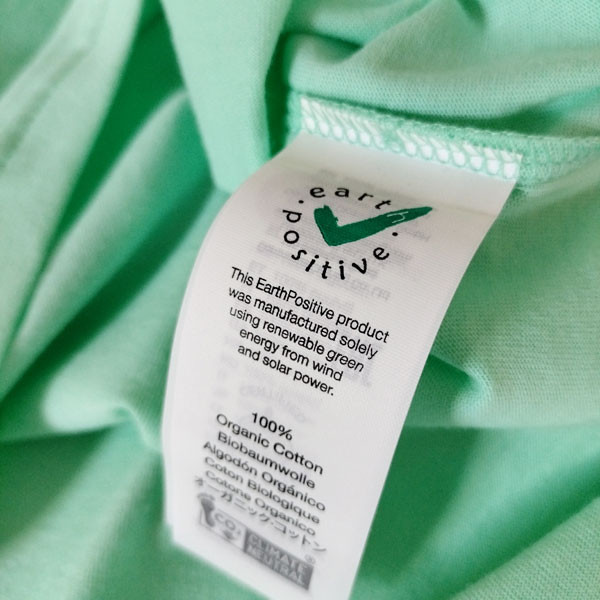 earth
positive
This EarthPositive product
was manufactured solely
using renewable green
energy from wind
and solar power.
100%
Organic Cotton
Biobaumwolle
Algodón Orgánico
Coton Biologique
Cotone Organico
オーガニック・コットン
CO₂
CLIMATE
NEUTRAL
®